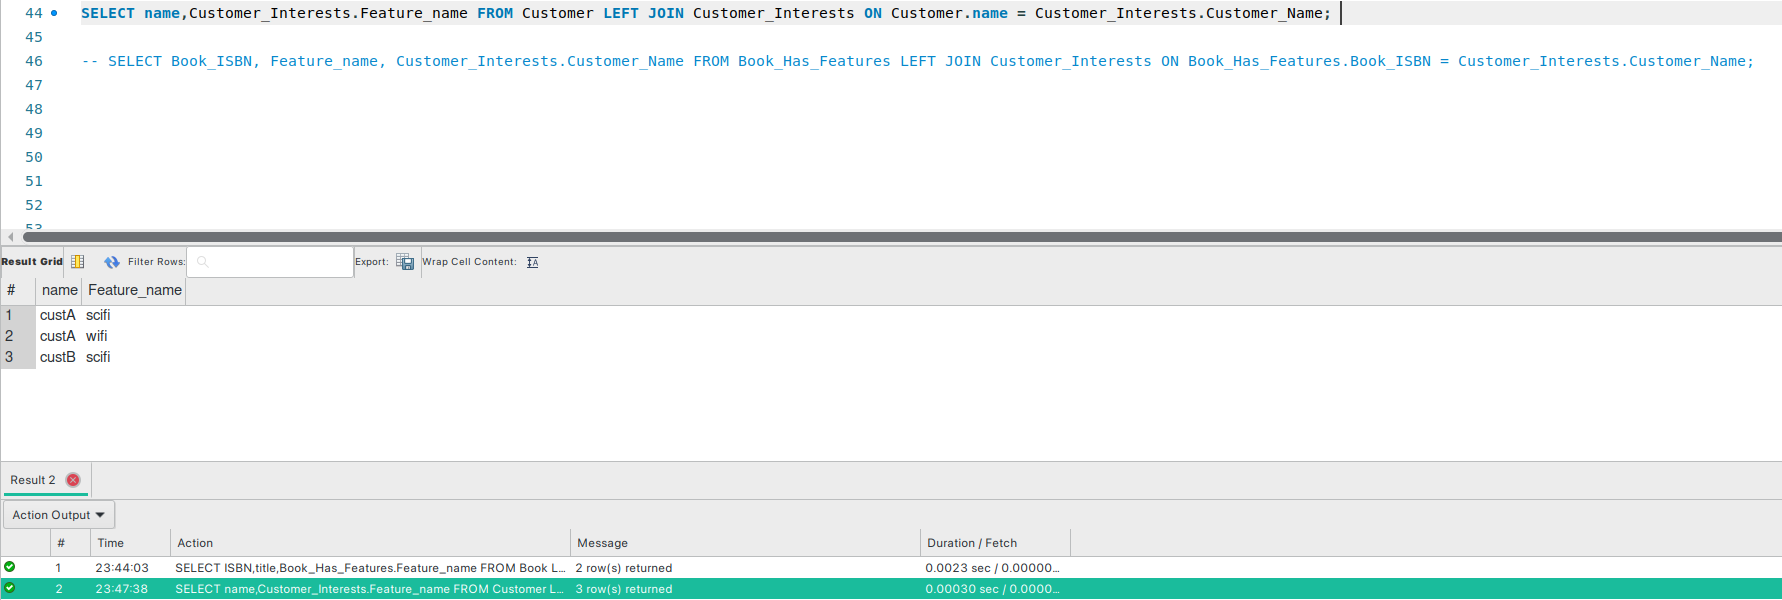 44 SELECT name,Customer_Interests.Feature_name FROM Customer LEFT JOIN Customer_Interests ON Customer.name = Customer_Interests.Customer_Name;
45
46 -- SELECT Book_ISBN, Feature_name, Customer_Interests.Customer_Name FROM Book_Has_Features LEFT JOIN Customer_Interests ON Book_Has_Features.Book_ISBN = Customer_Interests.Customer_Name;
47
48
49
50
51
52
53
Result Grid Filter Rows: Export: Wrap Cell Content:
# name Feature_name
1 custA scifi
2 custA wifi
3 custB scifi
Result 2
Action Output
# Time Action Message Duration / Fetch
1 23:44:03 SELECT ISBN,title,Book_Has_Features.Feature_name FROM Book L... 2 row(s) returned 0.0023 sec / 0.00000...
2 23:47:38 SELECT name,Customer_Interests.Feature_name FROM Customer L... 3 row(s) returned 0.00030 sec / 0.0000...